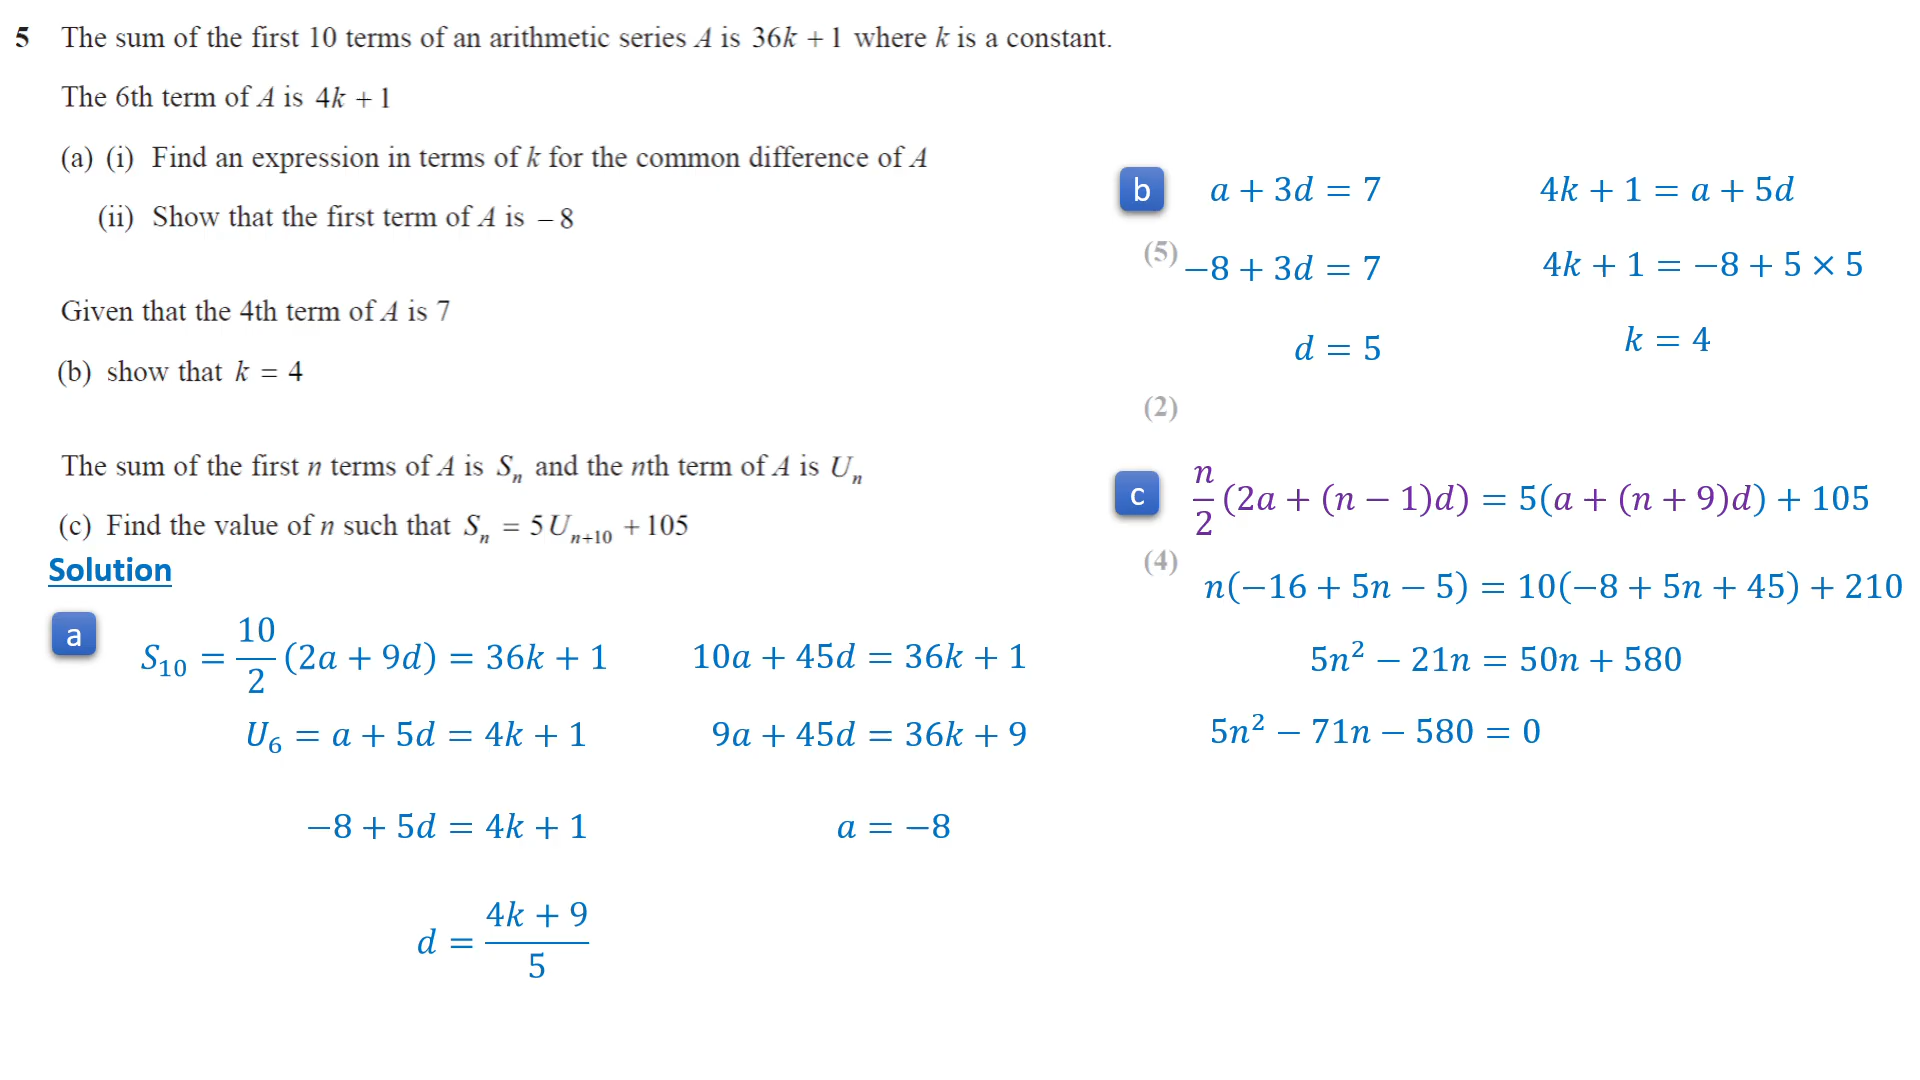 5 The sum of the first 10 terms of an arithmetic series A is 36k + 1 where k is a constant.
The 6th term of A is 4k + 1
(a) (i) Find an expression in terms of k for the common difference of A
(ii) Show that the first term of A is – 8
(5)
Given that the 4th term of A is 7
(b) show that k = 4
(2)
The sum of the first n terms of A is Sₙ and the nth term of A is Uₙ
(c) Find the value of n such that Sₙ = 5Uₙ₊₁₀ + 105
(4)
Solution
a
S₁₀ = 10/2 (2a + 9d) = 36k + 1
10a + 45d = 36k + 1
U₆ = a + 5d = 4k + 1
9a + 45d = 36k + 9
−8 + 5d = 4k + 1
a = −8
d = (4k + 9)/5
b
a + 3d = 7
4k + 1 = a + 5d
−8 + 3d = 7
4k + 1 = −8 + 5 × 5
d = 5
k = 4
c
n/2 (2a + (n − 1)d) = 5(a + (n + 9)d) + 105
n(−16 + 5n − 5) = 10(−8 + 5n + 45) + 210
5n² − 21n = 50n + 580
5n² − 71n − 580 = 0